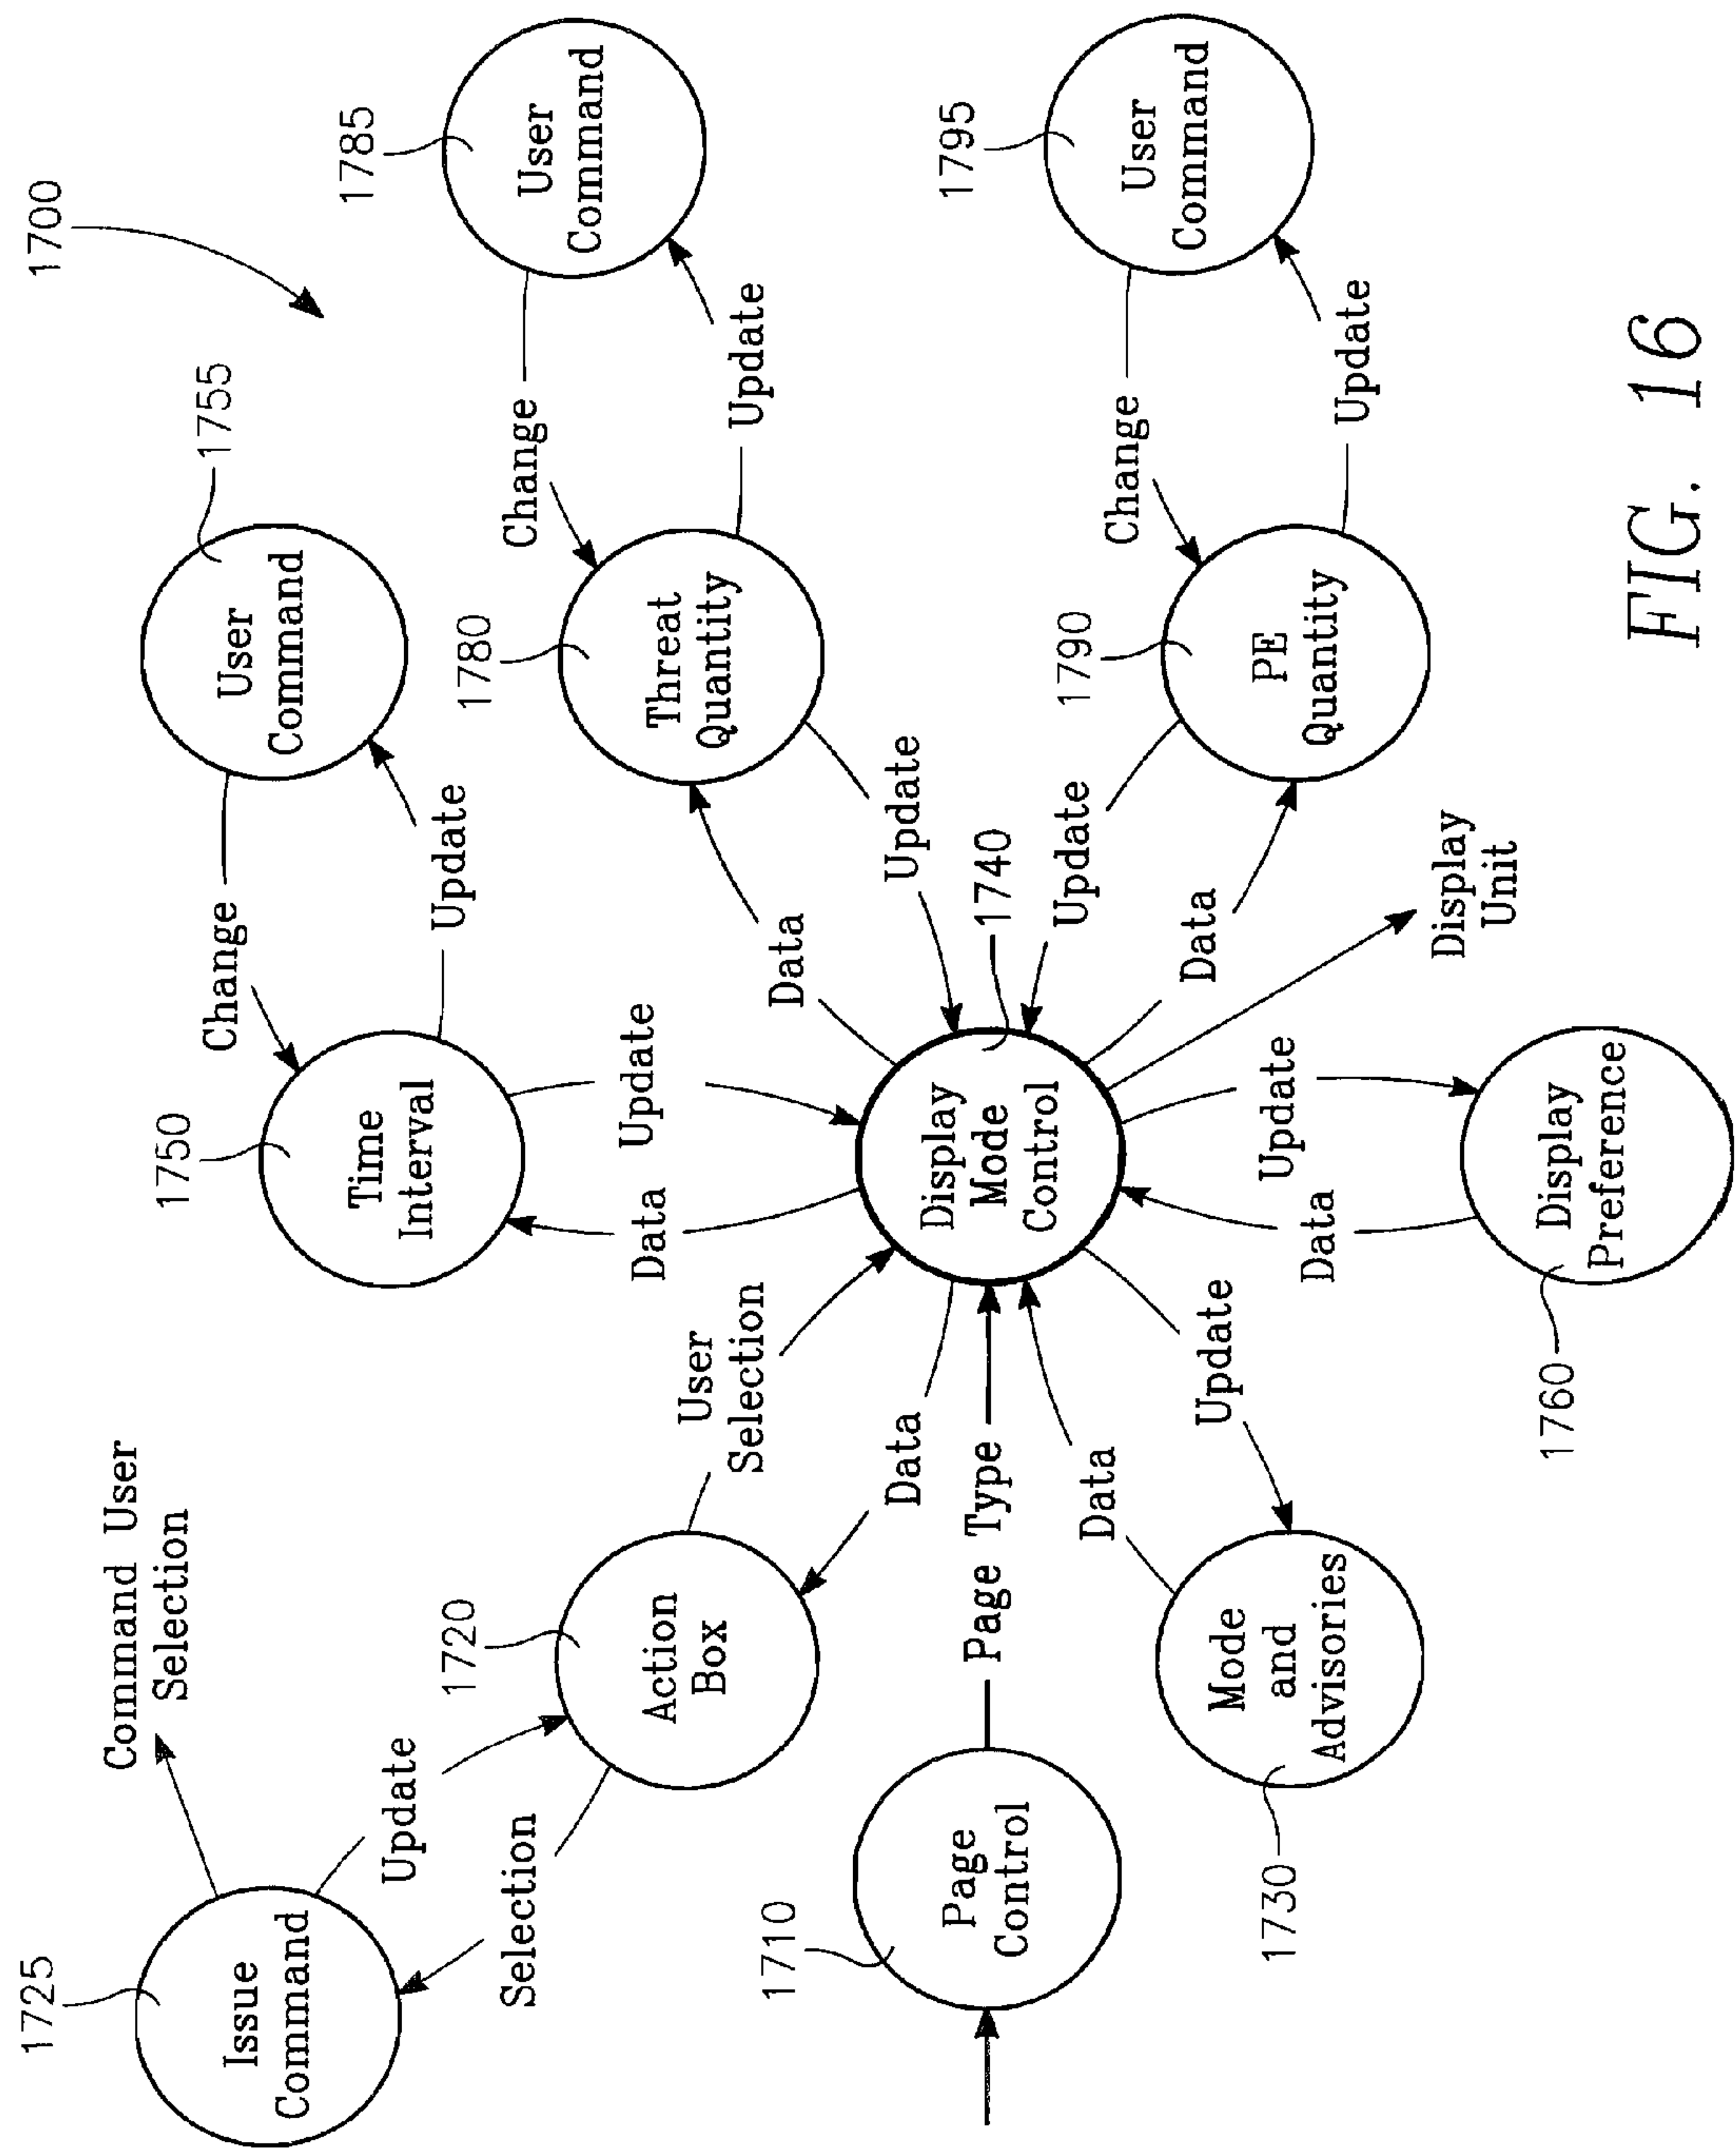 1700
1725
Issue
Command
Command User
Selection
Update
Selection
1720
Action
Box
User
Selection
Data
1710
Page
Control
Page Type
1730
Mode
and
Advisories
Data
Update
1740
Display
Mode
Control
1750
Time
Interval
Data
Update
Change
Update
1755
User
Command
1760
Display
Preference
Data
Update
Display
Unit
1780
Threat
Quantity
Data
Update
Change
Update
1785
User
Command
1790
PE
Quantity
Update
Data
Change
Update
1795
User
Command
FIG. 16